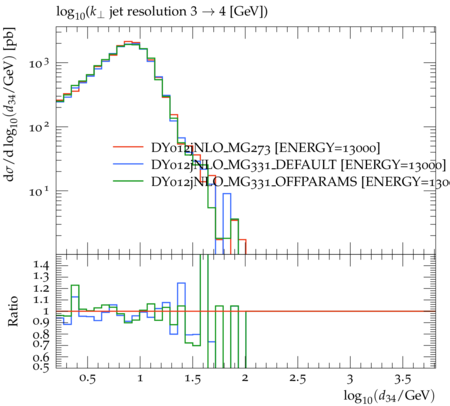 log₁₀(k⊥ jet resolution 3 → 4 [GeV])
dσ/d log₁₀(d₃₄/GeV) [pb]
10³
10²
10¹
DY012jNLO_MG273 [ENERGY=13000]
DY012jNLO_MG331_DEFAULT [ENERGY=13000]
DY012jNLO_MG331_OFFPARAMS [ENERGY=130
Ratio
1.4
1.3
1.2
1.1
1
0.9
0.8
0.7
0.6
0.5
0.5 1 1.5 2 2.5 3 3.5
log₁₀(d₃₄/GeV)